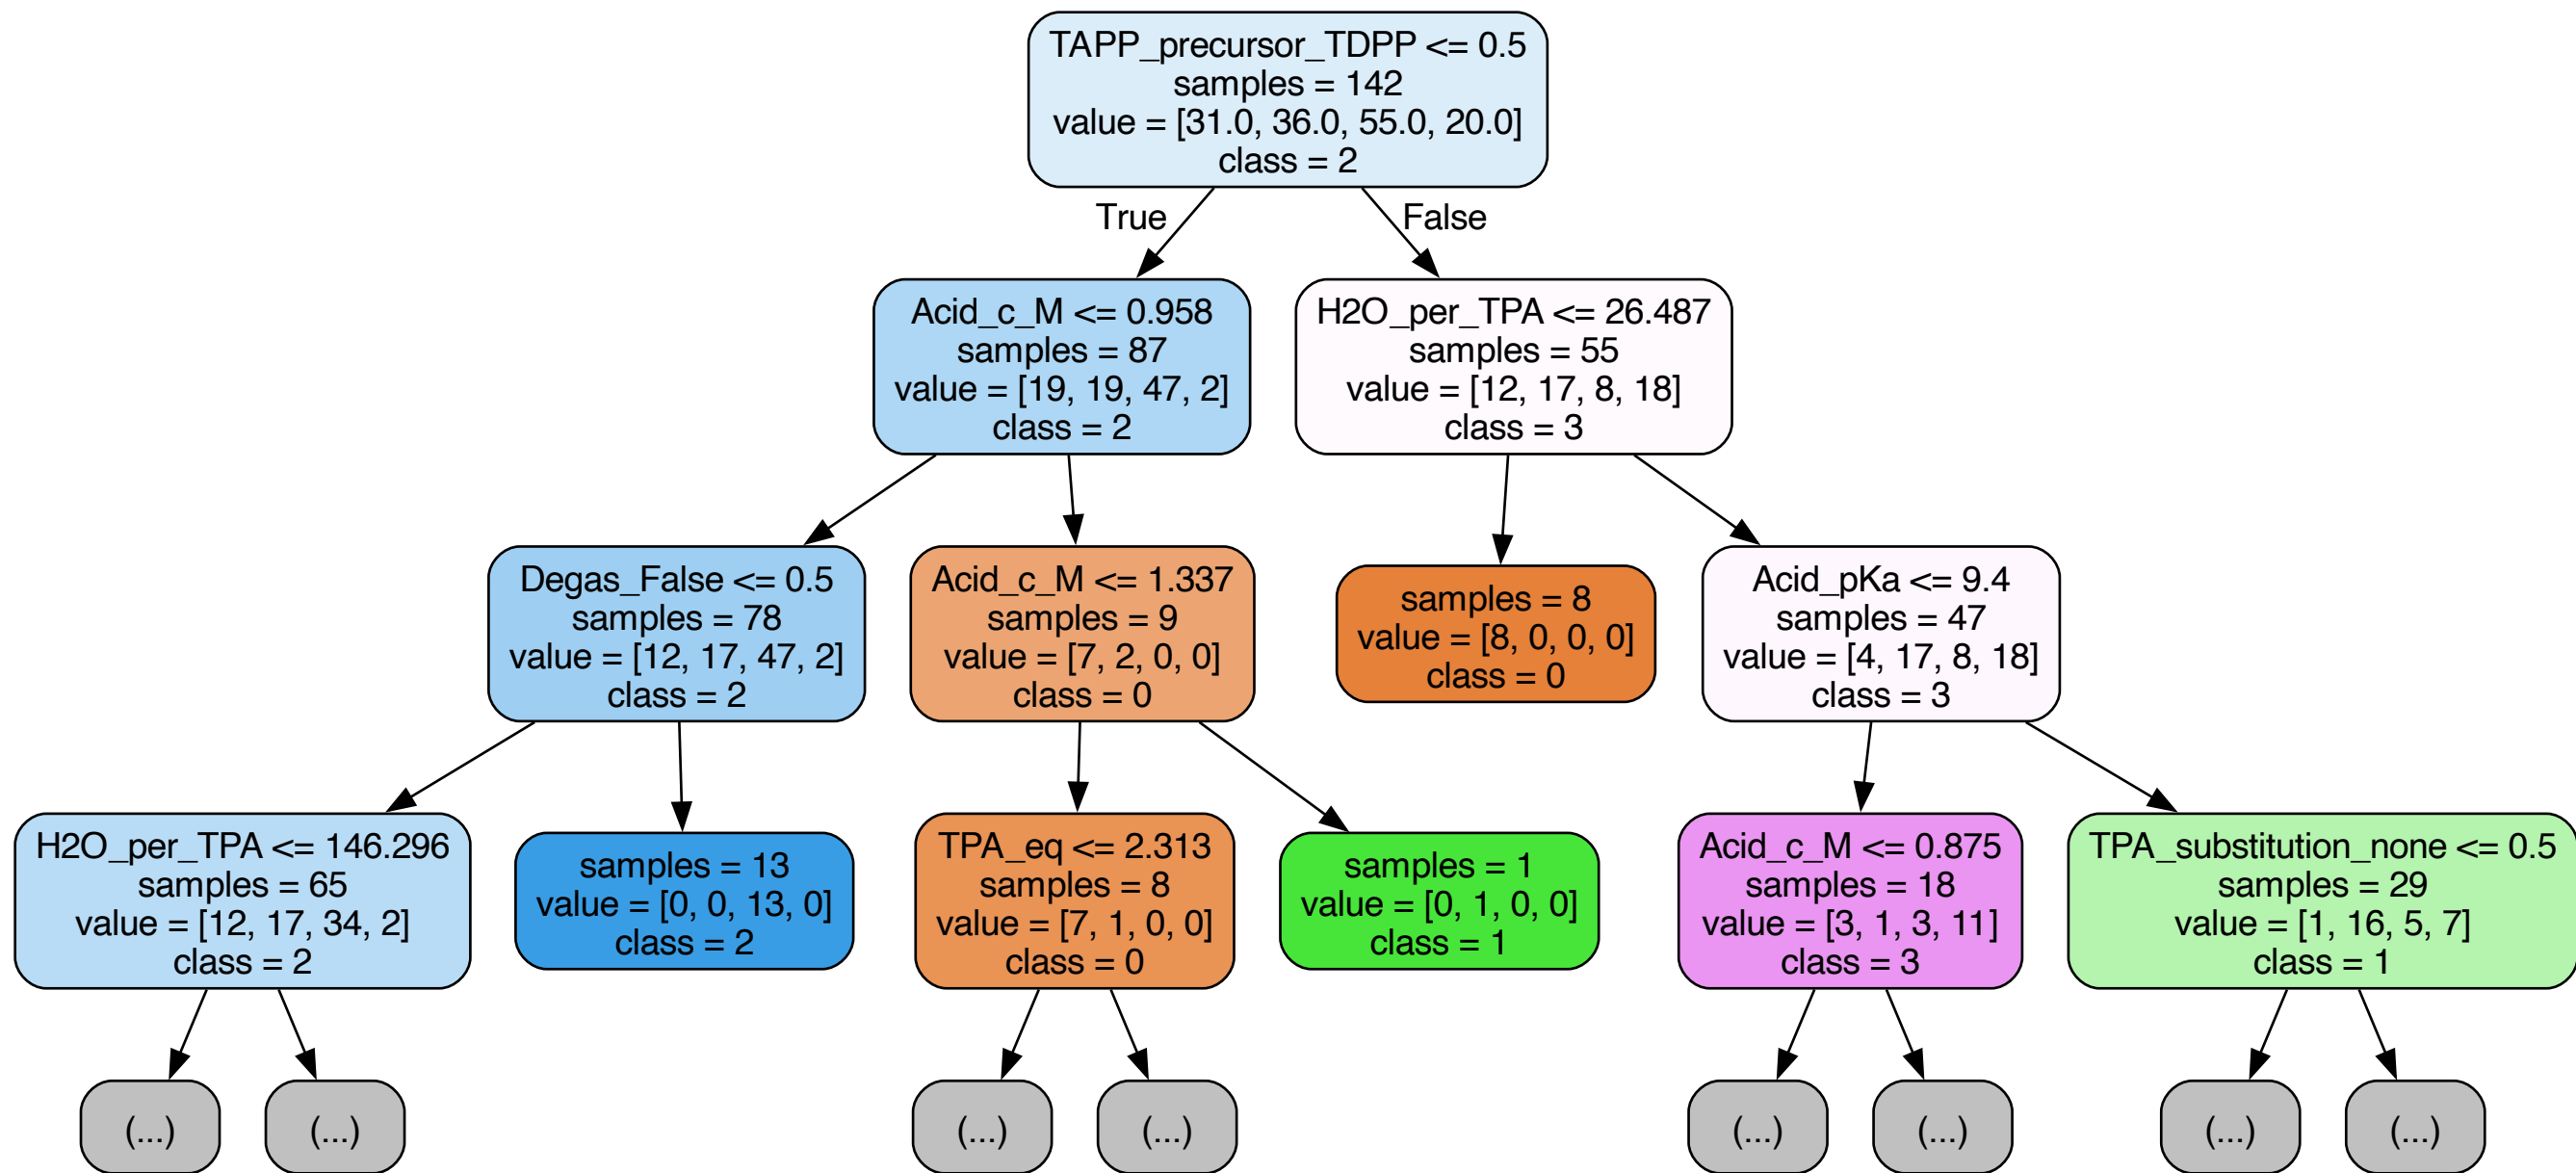 TAPP_precursor_TDPP <= 0.5
samples = 142
value = [31.0, 36.0, 55.0, 20.0]
class = 2
True
False
Acid_c_M <= 0.958
samples = 87
value = [19, 19, 47, 2]
class = 2
H2O_per_TPA <= 26.487
samples = 55
value = [12, 17, 8, 18]
class = 3
Degas_False <= 0.5
samples = 78
value = [12, 17, 47, 2]
class = 2
Acid_c_M <= 1.337
samples = 9
value = [7, 2, 0, 0]
class = 0
samples = 8
value = [8, 0, 0, 0]
class = 0
Acid_pKa <= 9.4
samples = 47
value = [4, 17, 8, 18]
class = 3
H2O_per_TPA <= 146.296
samples = 65
value = [12, 17, 34, 2]
class = 2
samples = 13
value = [0, 0, 13, 0]
class = 2
TPA_eq <= 2.313
samples = 8
value = [7, 1, 0, 0]
class = 0
samples = 1
value = [0, 1, 0, 0]
class = 1
Acid_c_M <= 0.875
samples = 18
value = [3, 1, 3, 11]
class = 3
TPA_substitution_none <= 0.5
samples = 29
value = [1, 16, 5, 7]
class = 1
(...)
(...)
(...)
(...)
(...)
(...)
(...)
(...)